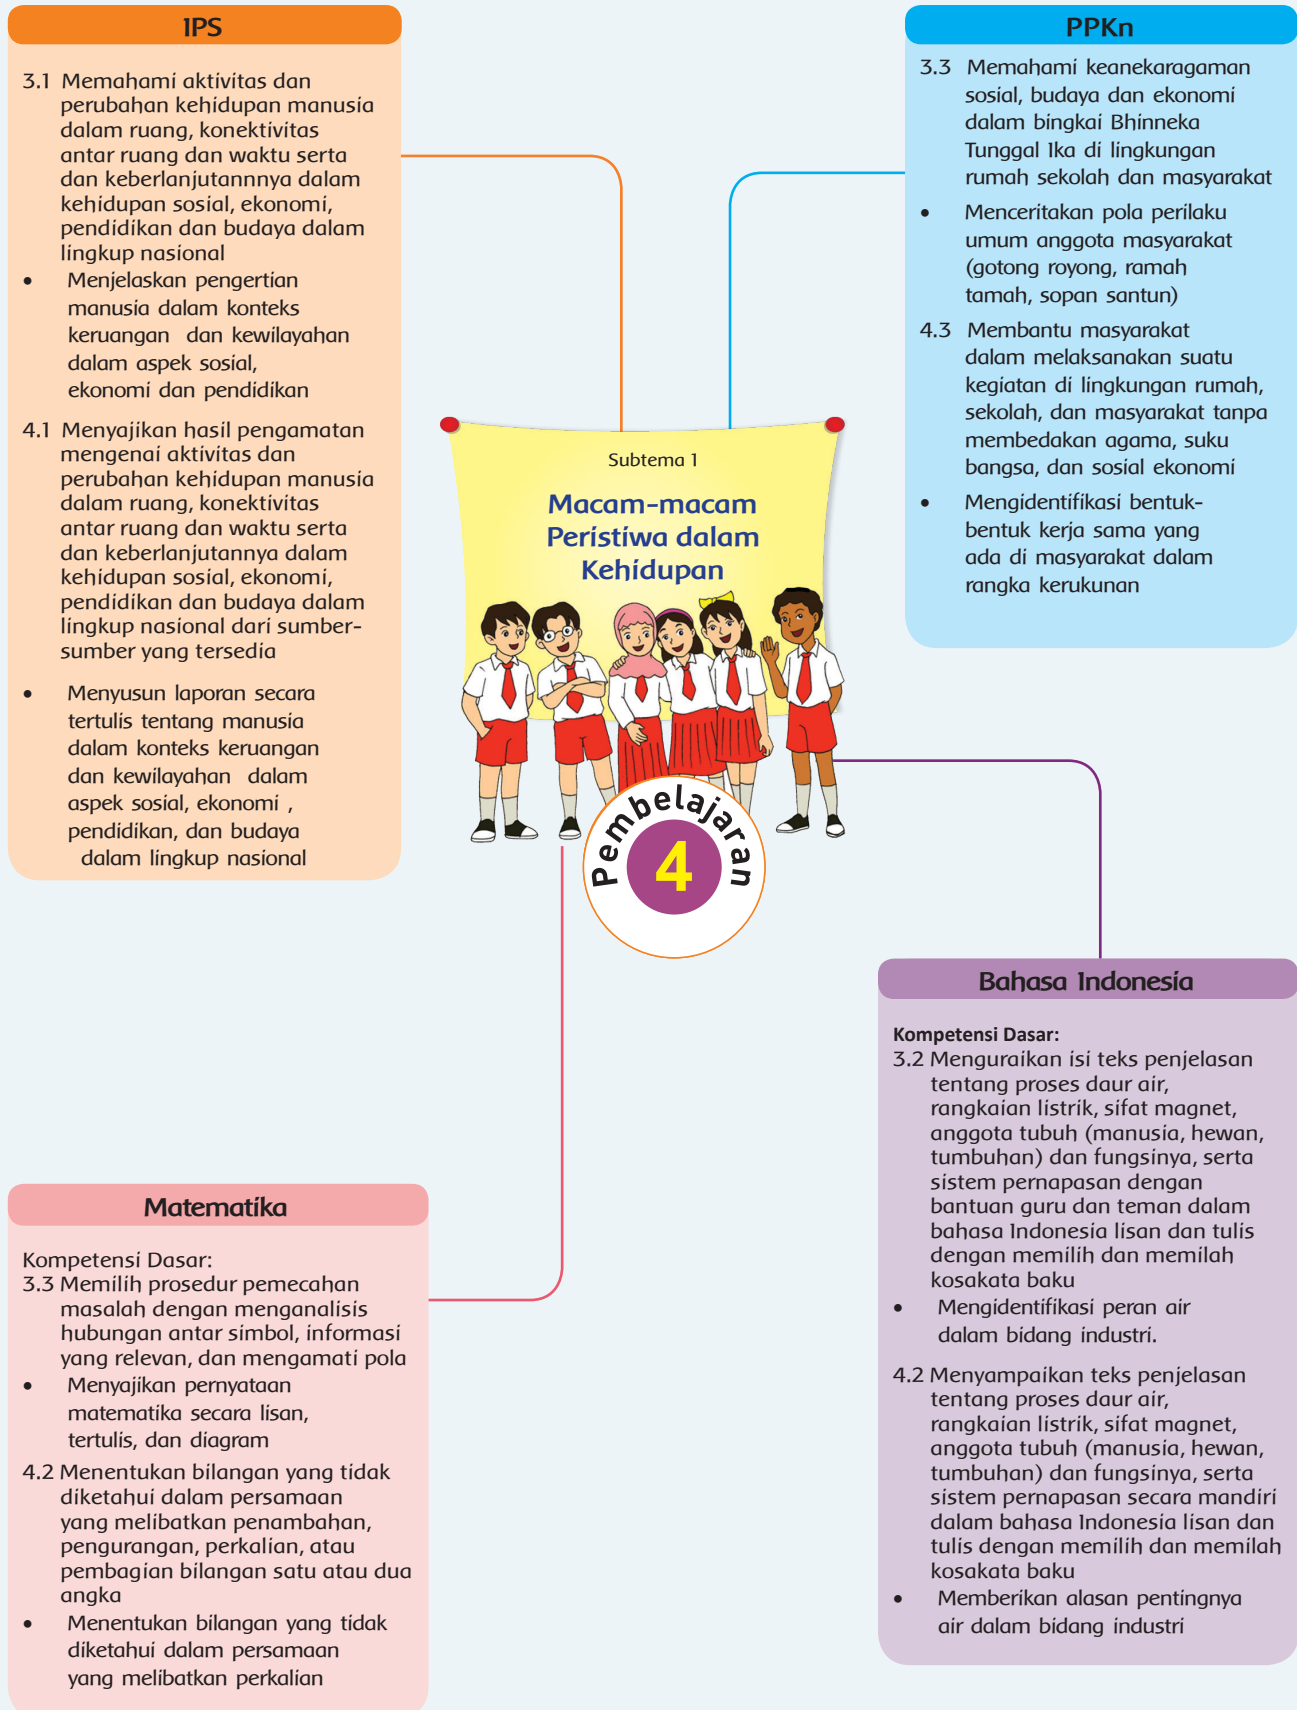 IPS
3.1 Memahami aktivitas dan
perubahan kehidupan manusia
dalam ruang, konektivitas
antar ruang dan waktu serta
dan keberlanjutannnya dalam
kehidupan sosial, ekonomi,
pendidikan dan budaya dalam
lingkup nasional
• Menjelaskan pengertian
manusia dalam konteks
keruangan dan kewilayahan
dalam aspek sosial,
ekonomi dan pendidikan
4.1 Menyajikan hasil pengamatan
mengenai aktivitas dan
perubahan kehidupan manusia
dalam ruang, konektivitas
antar ruang dan waktu serta
dan keberlanjutannya dalam
kehidupan sosial, ekonomi,
pendidikan dan budaya dalam
lingkup nasional dari sumber-
sumber yang tersedia
• Menyusun laporan secara
tertulis tentang manusia
dalam konteks keruangan
dan kewilayahan dalam
aspek sosial, ekonomi ,
pendidikan, dan budaya
dalam lingkup nasional
PPKn
3.3 Memahami keanekaragaman
sosial, budaya dan ekonomi
dalam bingkai Bhinneka
Tunggal Ika di lingkungan
rumah sekolah dan masyarakat
• Menceritakan pola perilaku
umum anggota masyarakat
(gotong royong, ramah
tamah, sopan santun)
4.3 Membantu masyarakat
dalam melaksanakan suatu
kegiatan di lingkungan rumah,
sekolah, dan masyarakat tanpa
membedakan agama, suku
bangsa, dan sosial ekonomi
• Mengidentifikasi bentuk-
bentuk kerja sama yang
ada di masyarakat dalam
rangka kerukunan
Subtema 1
Macam-macam
Peristiwa dalam
Kehidupan
Pembelajaran
4
Matematika
Kompetensi Dasar:
3.3 Memilih prosedur pemecahan
masalah dengan menganalisis
hubungan antar simbol, informasi
yang relevan, dan mengamati pola
• Menyajikan pernyataan
matematika secara lisan,
tertulis, dan diagram
4.2 Menentukan bilangan yang tidak
diketahui dalam persamaan
yang melibatkan penambahan,
pengurangan, perkalian, atau
pembagian bilangan satu atau dua
angka
• Menentukan bilangan yang tidak
diketahui dalam persamaan
yang melibatkan perkalian
Bahasa Indonesia
Kompetensi Dasar:
3.2 Menguraikan isi teks penjelasan
tentang proses daur air,
rangkaian listrik, sifat magnet,
anggota tubuh (manusia, hewan,
tumbuhan) dan fungsinya, serta
sistem pernapasan dengan
bantuan guru dan teman dalam
bahasa Indonesia lisan dan tulis
dengan memilih dan memilah
kosakata baku
• Mengidentifikasi peran air
dalam bidang industri.
4.2 Menyampaikan teks penjelasan
tentang proses daur air,
rangkaian listrik, sifat magnet,
anggota tubuh (manusia, hewan,
tumbuhan) dan fungsinya, serta
sistem pernapasan secara mandiri
dalam bahasa Indonesia lisan dan
tulis dengan memilih dan memilah
kosakata baku
• Memberikan alasan pentingnya
air dalam bidang industri